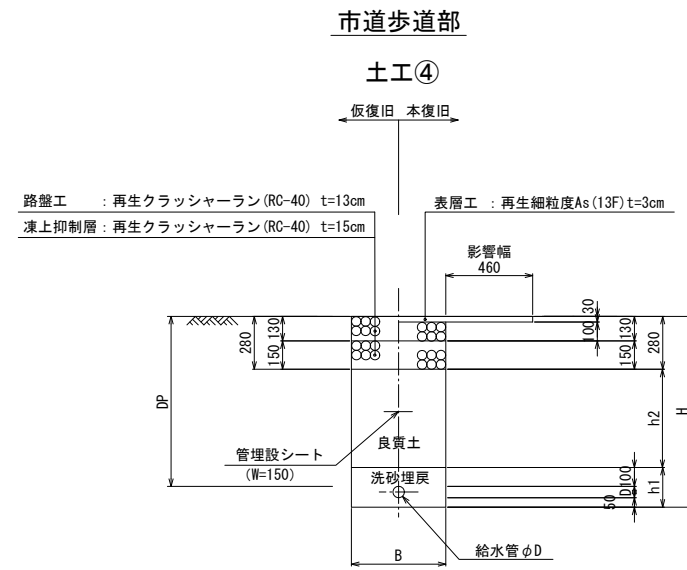 市道歩道部
土工④
仮復旧 本復旧
路盤工 ：再生クラッシャーラン(RC-40) t=13cm
凍上抑制層：再生クラッシャーラン(RC-40) t=15cm
表層工 ：再生細粒度As(13F)t=3cm
影響幅
460
30
280
130
150
100
130
150
280
DP
H
h2
管埋設シート
(W=150)
良質土
洗砂埋戻
100
D
50
h1
給水管φD
B